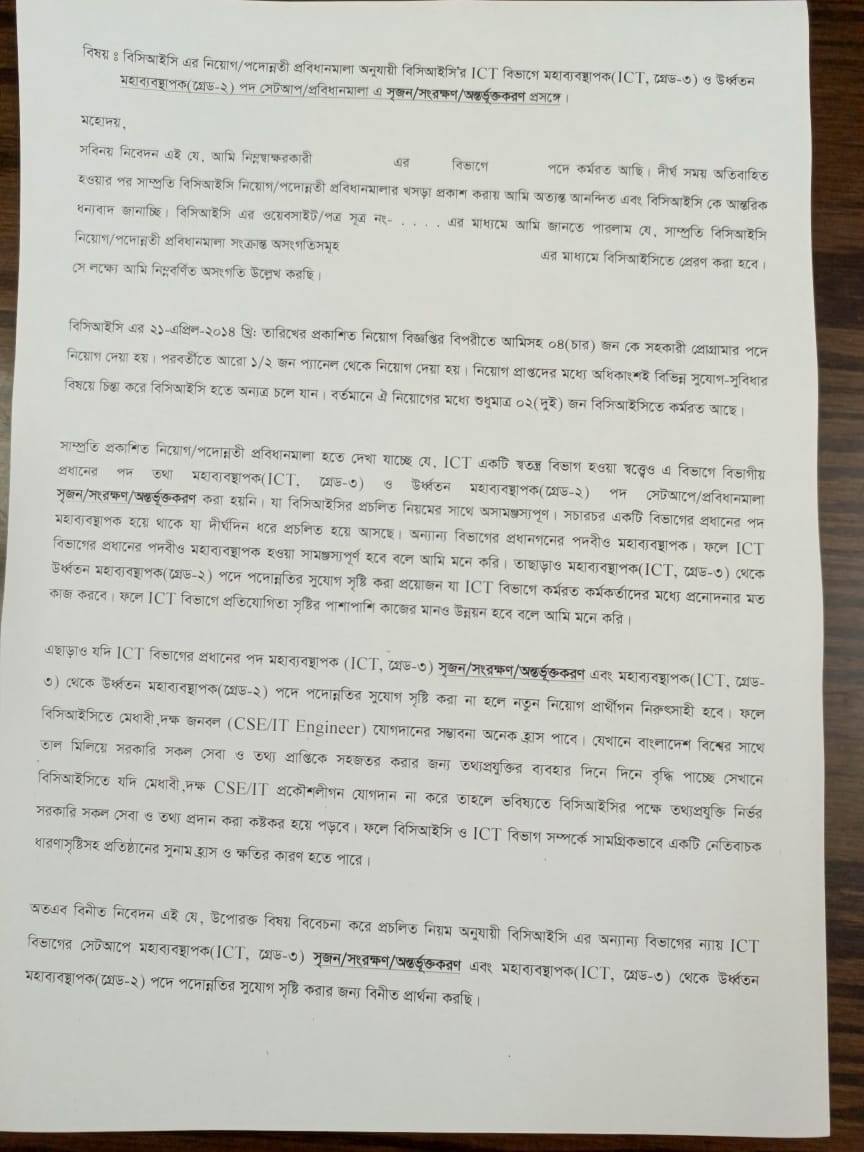 বিষয় ঃ বিসিআইসি এর নিয়োগ/পদোন্নতী প্রবিধানমালা অনুযায়ী বিসিআইসি'র ICT বিভাগে মহাব্যবস্থাপক(ICT, গ্রেড-৩) ও উর্ধ্বতন
মহাব্যবস্থাপক(গ্রেড-২) পদ সেটআপ/প্রবিধানমালা এ সৃজন/সংরক্ষণ/অন্তর্ভূক্তকরণ প্রসঙ্গে।
মহোদয়,
সবিনয় নিবেদন এই যে, আমি নিম্নস্বাক্ষরকারী এর বিভাগে পদে কর্মরত আছি। দীর্ঘ সময় অতিবাহিত
হওয়ার পর সাম্প্রতি বিসিআইসি নিয়োগ/পদোন্নতী প্রবিধানমালার খসড়া প্রকাশ করায় আমি অত্যন্ত আনন্দিত এবং বিসিআইসি কে আন্তরিক
ধন্যবাদ জানাচ্ছি। বিসিআইসি এর ওয়েবসাইট/পত্র সূত্র নং- . . . . এর মাধ্যমে আমি জানতে পারলাম যে, সাম্প্রতি বিসিআইসি
নিয়োগ/পদোন্নতী প্রবিধানমালা সংক্রান্ত অসংগতিসমূহ এর মাধ্যমে বিসিআইসিতে প্রেরণ করা হবে।
সে লক্ষ্যে আমি নিম্নবর্ণিত অসংগতি উল্লেখ করছি।
বিসিআইসি এর ২১-এপ্রিল-২০১৪ খ্রিঃ তারিখের প্রকাশিত নিয়োগ বিজ্ঞপ্তির বিপরীতে আমিসহ ০৪(চার) জন কে সহকারী প্রোগ্রামার পদে
নিয়োগ দেয়া হয়। পরবর্তীতে আরো ১/২ জন প্যানেল থেকে নিয়োগ দেয়া হয়। নিয়োগ প্রাপ্তদের মধ্যে অধিকাংশই বিভিন্ন সুযোগ-সুবিধার
বিষয়ে চিন্তা করে বিসিআইসি হতে অন্যত্র চলে যান। বর্তমানে ঐ নিয়োগের মধ্যে শুধুমাত্র ০২(দুই) জন বিসিআইসিতে কর্মরত আছে।
সাম্প্রতি প্রকাশিত নিয়োগ/পদোন্নতী প্রবিধানমালা হতে দেখা যাচ্ছে যে, ICT একটি স্বতন্ত্র বিভাগ হওয়া স্বত্ত্বেও এ বিভাগে বিভাগীয়
প্রধানের পদ তথা মহাব্যবস্থাপক(ICT, গ্রেড-৩) ও উর্ধ্বতন মহাব্যবস্থাপক(গ্রেড-২) পদ সেটআপে/প্রবিধানমালা
সৃজন/সংরক্ষণ/অন্তর্ভূক্তকরণ করা হয়নি। যা বিসিআইসির প্রচলিত নিয়মের সাথে অসামঞ্জস্যপূর্ণ। সচারচর একটি বিভাগের প্রধানের পদ
মহাব্যবস্থাপক হয়ে থাকে যা দীর্ঘদিন ধরে প্রচলিত হয়ে আসছে। অন্যান্য বিভাগের প্রধানগনের পদবীও মহাব্যবস্থাপক। ফলে ICT
বিভাগের প্রধানের পদবীও মহাব্যবস্থাপক হওয়া সামঞ্জস্যপূর্ণ হবে বলে আমি মনে করি। তাছাড়াও মহাব্যবস্থাপক(ICT, গ্রেড-৩) থেকে
উর্ধ্বতন মহাব্যবস্থাপক(গ্রেড-২) পদে পদোন্নতির সুযোগ সৃষ্টি করা প্রয়োজন যা ICT বিভাগে কর্মরত কর্মকর্তাদের মধ্যে প্রনোদনার মত
কাজ করবে। ফলে ICT বিভাগে প্রতিযোগিতা সৃষ্টির পাশাপাশি কাজের মানও উন্নয়ন হবে বলে আমি মনে করি।
এছাড়াও যদি ICT বিভাগের প্রধানের পদ মহাব্যবস্থাপক (ICT, গ্রেড-৩) সৃজন/সংরক্ষণ/অন্তর্ভূক্তকরণ এবং মহাব্যবস্থাপক(ICT, গ্রেড-
৩) থেকে উর্ধ্বতন মহাব্যবস্থাপক(গ্রেড-২) পদে পদোন্নতির সুযোগ সৃষ্টি করা না হলে নতুন নিয়োগ প্রার্থীগন নিরুৎসাহী হবে। ফলে
বিসিআইসিতে মেধাবী,দক্ষ জনবল (CSE/IT Engineer) যোগদানের সম্ভাবনা অনেক হ্রাস পাবে। যেখানে বাংলাদেশ বিশ্বের সাথে
তাল মিলিয়ে সরকারি সকল সেবা ও তথ্য প্রাপ্তিকে সহজতর করার জন্য তথ্যপ্রযুক্তির ব্যবহার দিনে দিনে বৃদ্ধি পাচ্ছে সেখানে
বিসিআইসিতে যদি মেধাবী,দক্ষ CSE/IT প্রকৌশলীগন যোগদান না করে তাহলে ভবিষ্যতে বিসিআইসির পক্ষে তথ্যপ্রযুক্তি নির্ভর
সরকারি সকল সেবা ও তথ্য প্রদান করা কষ্টকর হয়ে পড়বে। ফলে বিসিআইসি ও ICT বিভাগ সম্পর্কে সামগ্রিকভাবে একটি নেতিবাচক
ধারণাসৃষ্টিসহ প্রতিষ্ঠানের সুনাম হ্রাস ও ক্ষতির কারণ হতে পারে।
অতএব বিনীত নিবেদন এই যে, উপোরক্ত বিষয় বিবেচনা করে প্রচলিত নিয়ম অনুযায়ী বিসিআইসি এর অন্যান্য বিভাগের ন্যায় ICT
বিভাগের সেটআপে মহাব্যবস্থাপক(ICT, গ্রেড-৩) সৃজন/সংরক্ষণ/অন্তর্ভূক্তকরণ এবং মহাব্যবস্থাপক(ICT, গ্রেড-৩) থেকে উর্ধ্বতন
মহাব্যবস্থাপক(গ্রেড-২) পদে পদোন্নতির সুযোগ সৃষ্টি করার জন্য বিনীত প্রার্থনা করছি।